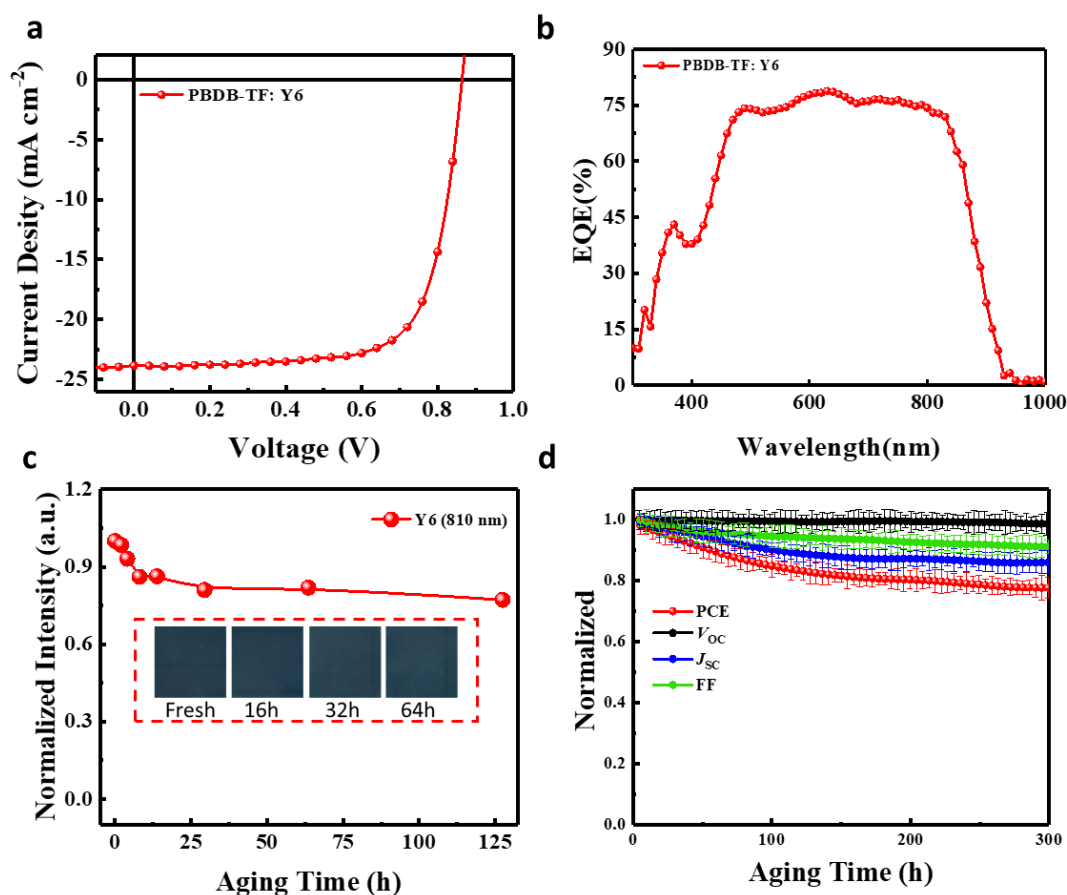 a
0
-5
-10
-15
-20
-25
Current Desity (mA cm⁻²)
PBDB-TF: Y6
0.0 0.2 0.4 0.6 0.8 1.0
Voltage (V)
b
90
75
60
45
30
15
0
EQE(%)
PBDB-TF: Y6
400 600 800 1000
Wavelength(nm)
c
1.2
0.9
0.6
0.3
0.0
Normalized Intensity (a.u.)
Y6 (810 nm)
Fresh 16h 32h 64h
0 25 50 75 100 125
Aging Time (h)
d
1.0
0.8
0.6
0.4
0.2
0.0
Normalized
PCE
VOC
JSC
FF
0 100 200 300
Aging Time (h)